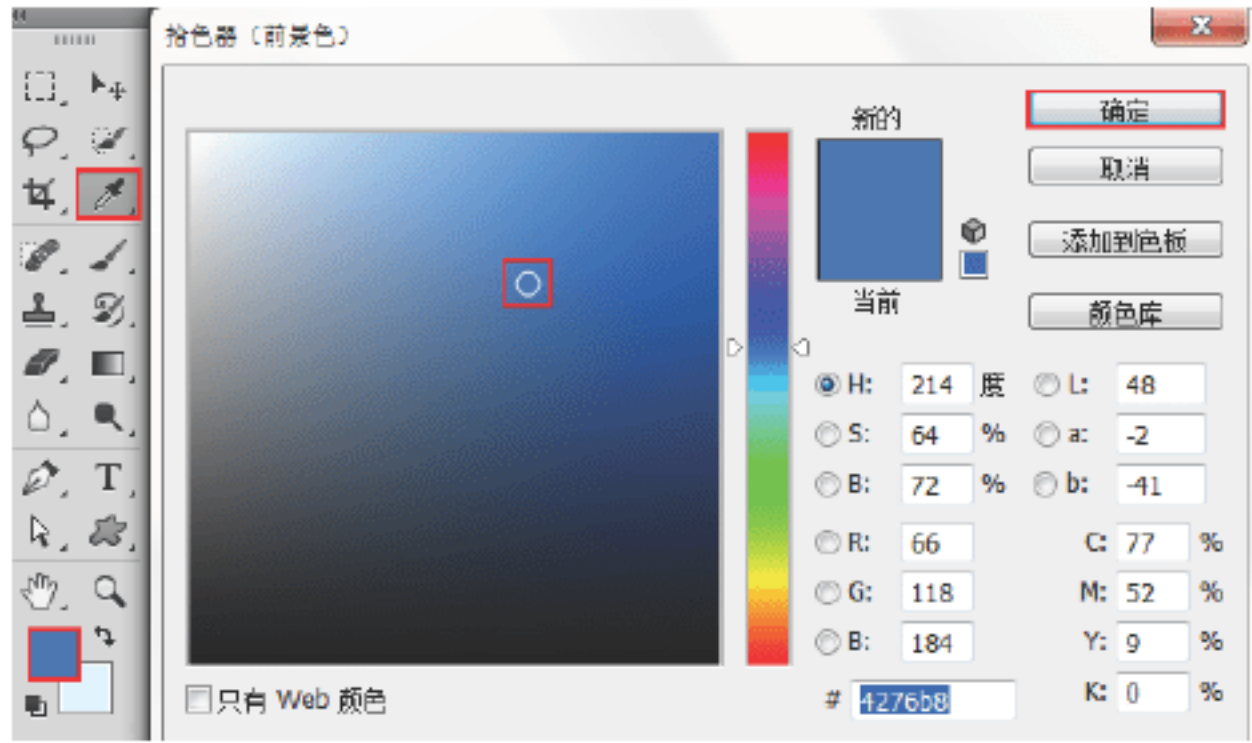 拾色器（前景色）
新的
当前
确定
取消
添加到色板
颜色库
H: 214 度
S: 64 %
B: 72 %
R: 66
G: 118
B: 184
# 4276b8
L: 48
a: -2
b: -41
C: 77 %
M: 52 %
Y: 9 %
K: 0 %
只有 Web 颜色
T